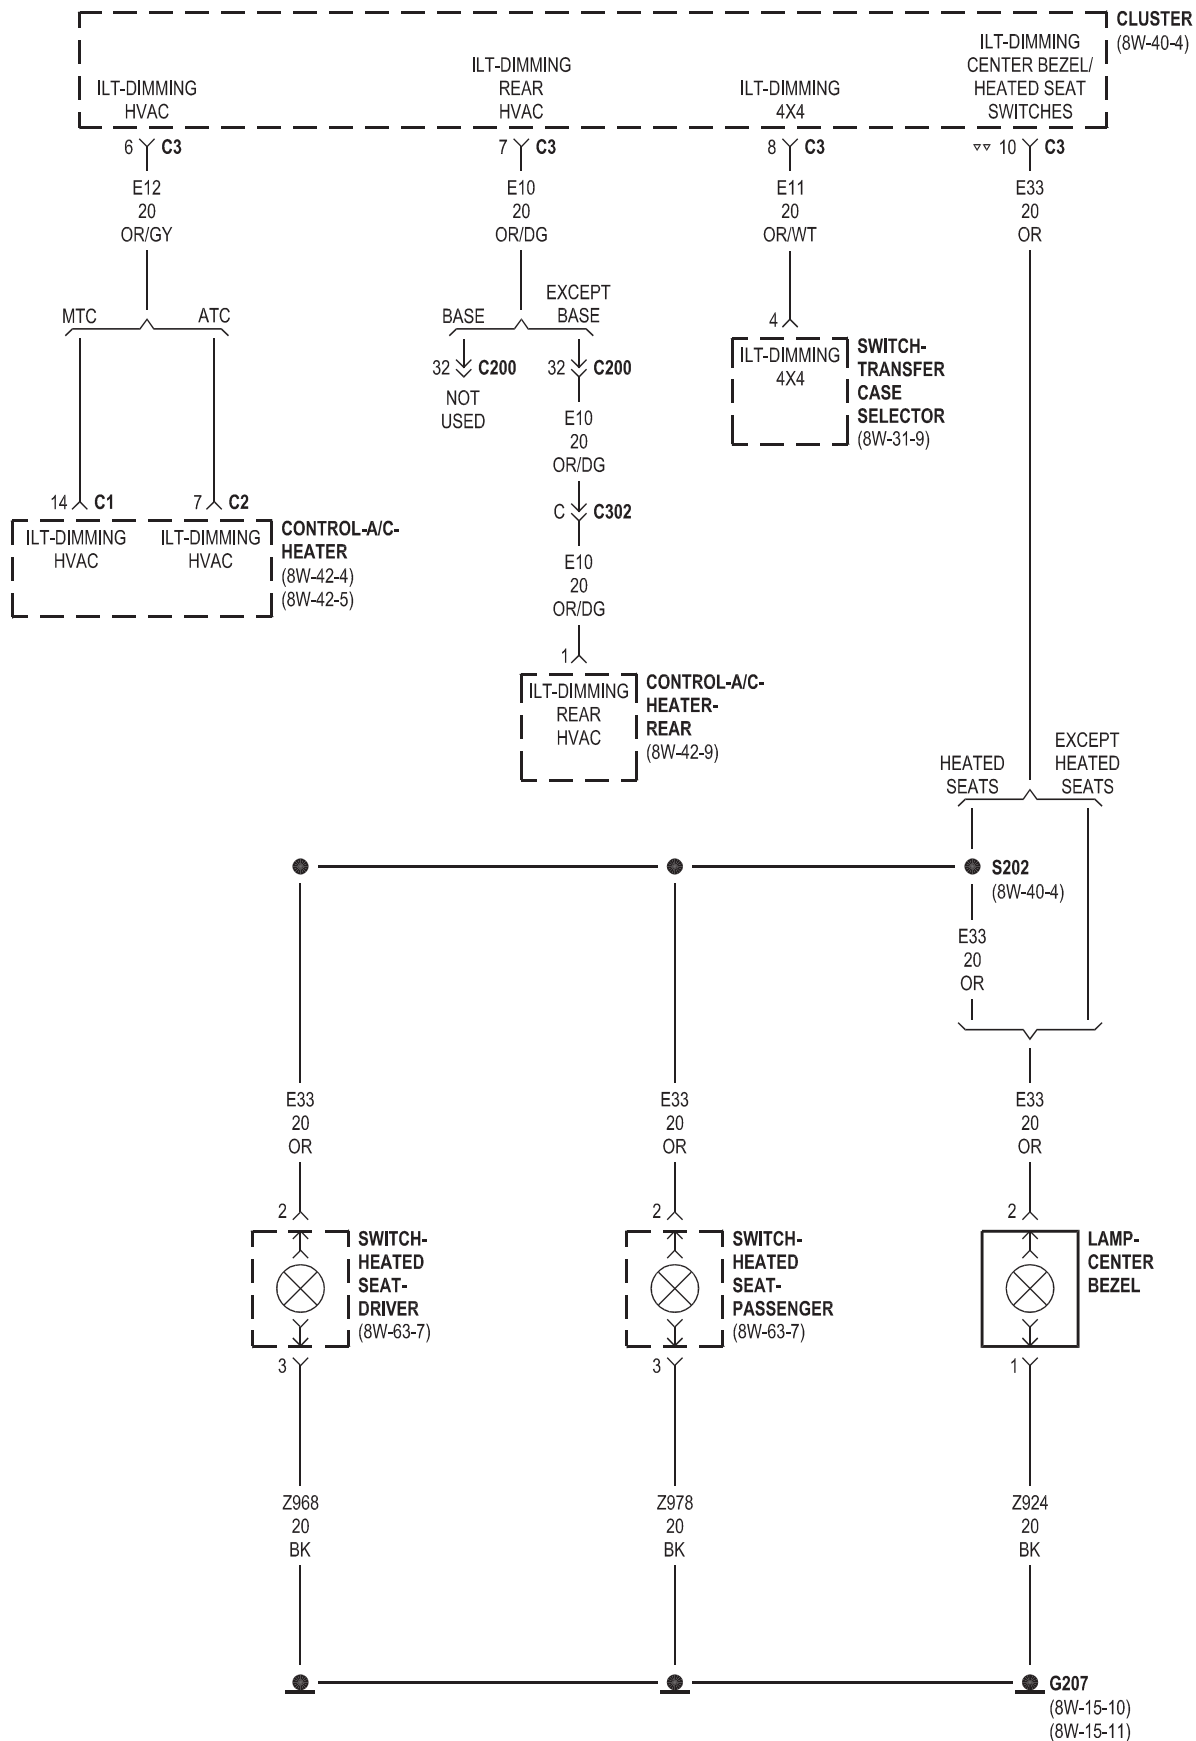 CLUSTER
(8W-40-4)
ILT-DIMMING
HVAC
ILT-DIMMING
REAR
HVAC
ILT-DIMMING
4X4
ILT-DIMMING
CENTER BEZEL/
HEATED SEAT
SWITCHES
6 C3
7 C3
8 C3
10 C3
E12
20
OR/GY
E10
20
OR/DG
E11
20
OR/WT
E33
20
OR
MTC
ATC
BASE
EXCEPT
BASE
32 C200
NOT
USED
32 C200
E10
20
OR/DG
C C302
E10
20
OR/DG
4
ILT-DIMMING
4X4
SWITCH-
TRANSFER
CASE
SELECTOR
(8W-31-9)
14 C1
7 C2
ILT-DIMMING
HVAC
ILT-DIMMING
HVAC
CONTROL-A/C-
HEATER
(8W-42-4)
(8W-42-5)
1
ILT-DIMMING
REAR
HVAC
CONTROL-A/C-
HEATER-
REAR
(8W-42-9)
HEATED
SEATS
EXCEPT
HEATED
SEATS
S202
(8W-40-4)
E33
20
OR
E33
20
OR
E33
20
OR
E33
20
OR
2
2
2
SWITCH-
HEATED
SEAT-
DRIVER
(8W-63-7)
SWITCH-
HEATED
SEAT-
PASSENGER
(8W-63-7)
LAMP-
CENTER
BEZEL
3
3
1
Z968
20
BK
Z978
20
BK
Z924
20
BK
G207
(8W-15-10)
(8W-15-11)